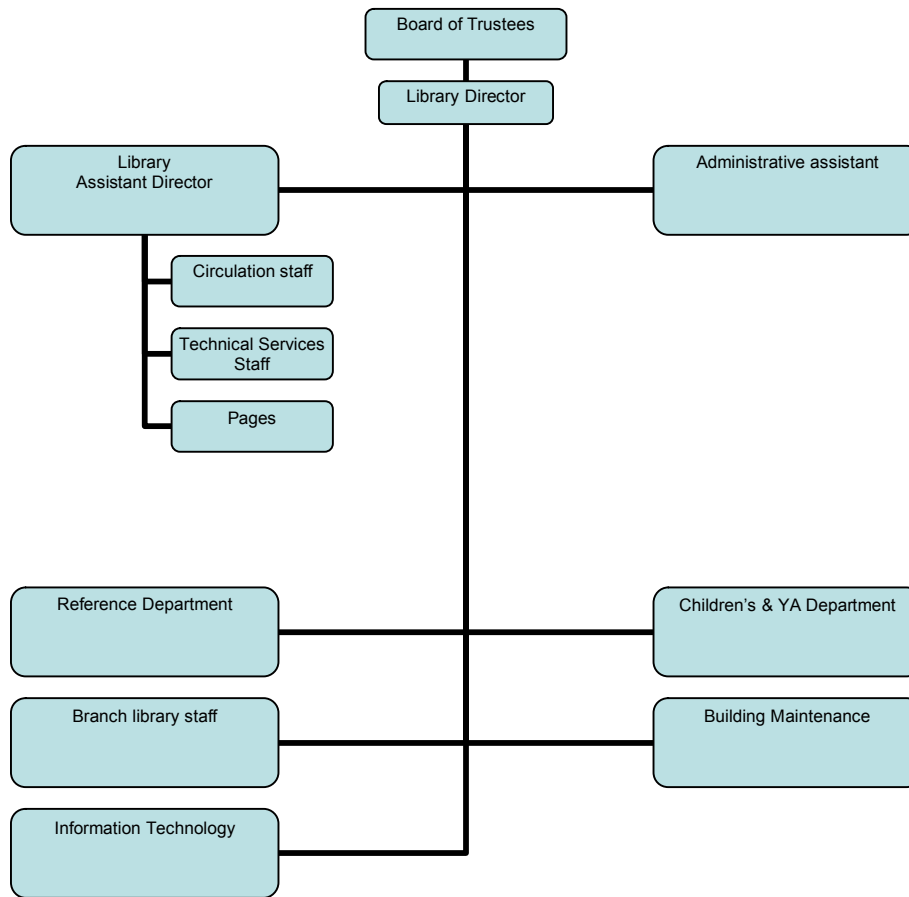 Board of Trustees
Library Director
Library
Assistant Director
Administrative assistant
Circulation staff
Technical Services
Staff
Pages
Reference Department
Children’s & YA Department
Branch library staff
Building Maintenance
Information Technology